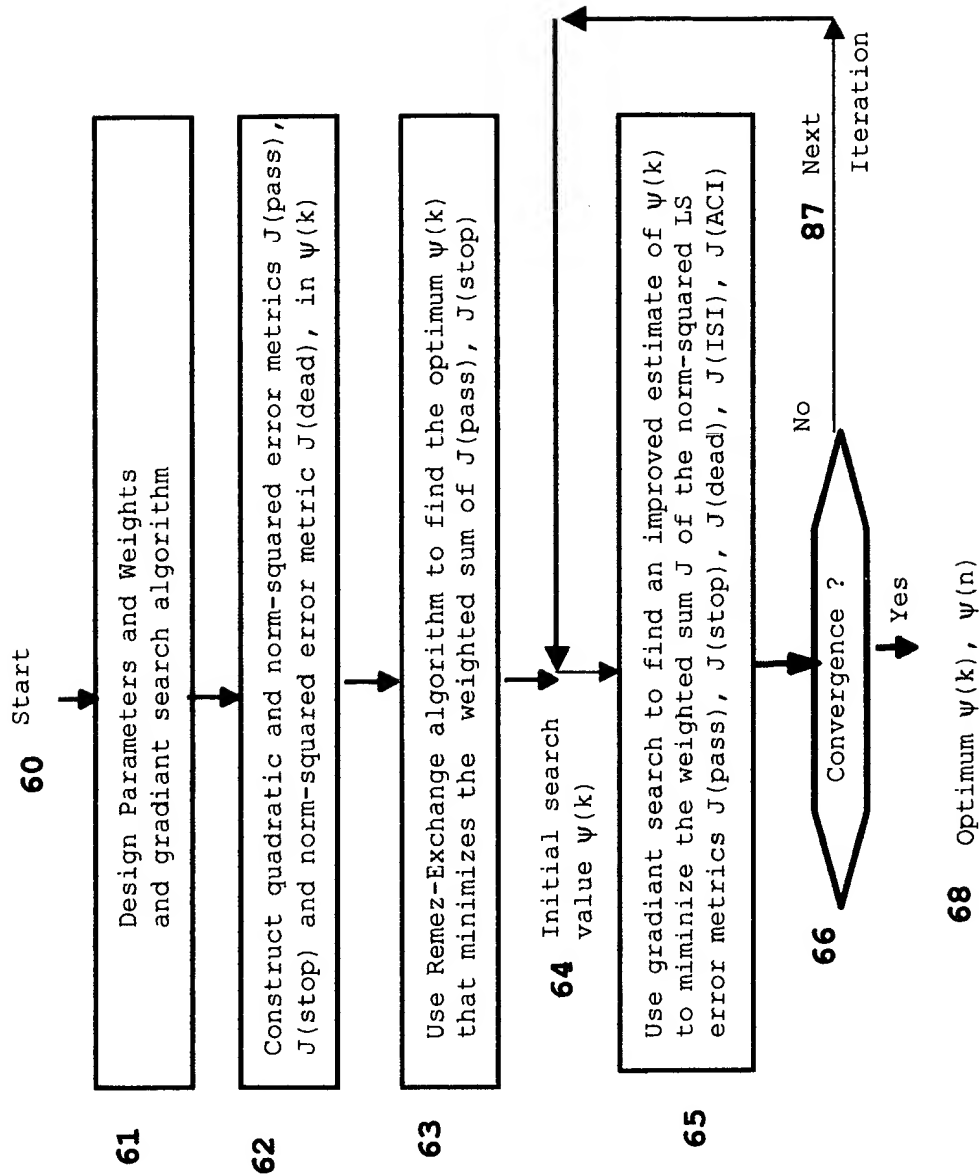 60 Start
61
Design Parameters and Weights
and gradiant search algorithm
62
Construct quadratic and norm-squared error metrics J(pass),
J(stop) and norm-squared error metric J(dead), in ψ(k)
63
Use Remez-Exchange algorithm to find the optimum ψ(k)
that minimizes the weighted sum of J(pass), J(stop)
64 Initial search
value ψ(k)
65
Use gradiant search to find an improved estimate of ψ(k)
to miminize the weighted sum J of the norm-squared LS
error metrics J(pass), J(stop), J(dead), J(ISI), J(ACI)
66
Convergence ?
No
87 Next
Iteration
Yes
68 Optimum ψ(k), ψ(n)